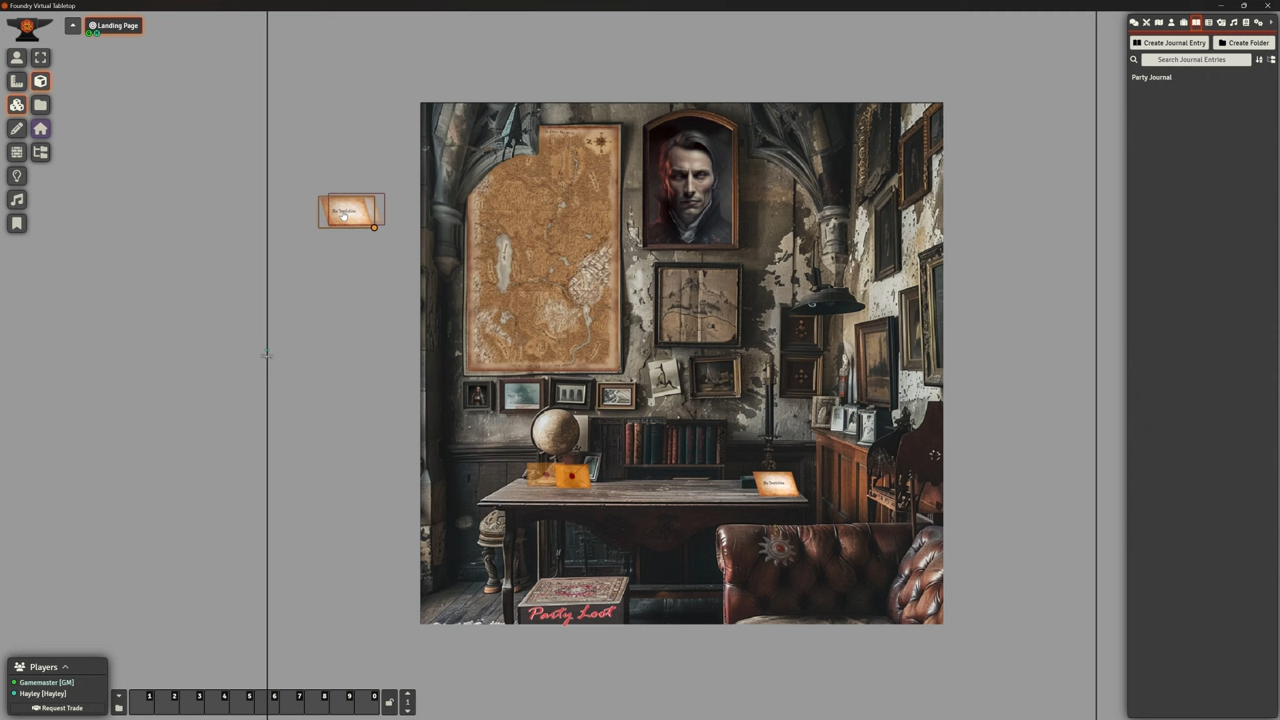 Foundry Virtual Tabletop
Landing Page
Create Journal Entry
Create Folder
Search Journal Entries
Party Journal
Party Loot
Players
Gamemaster [GM]
Hayley [Hayley]
Request Trade
1 2 3 4 5 6 7 8 9 0
1